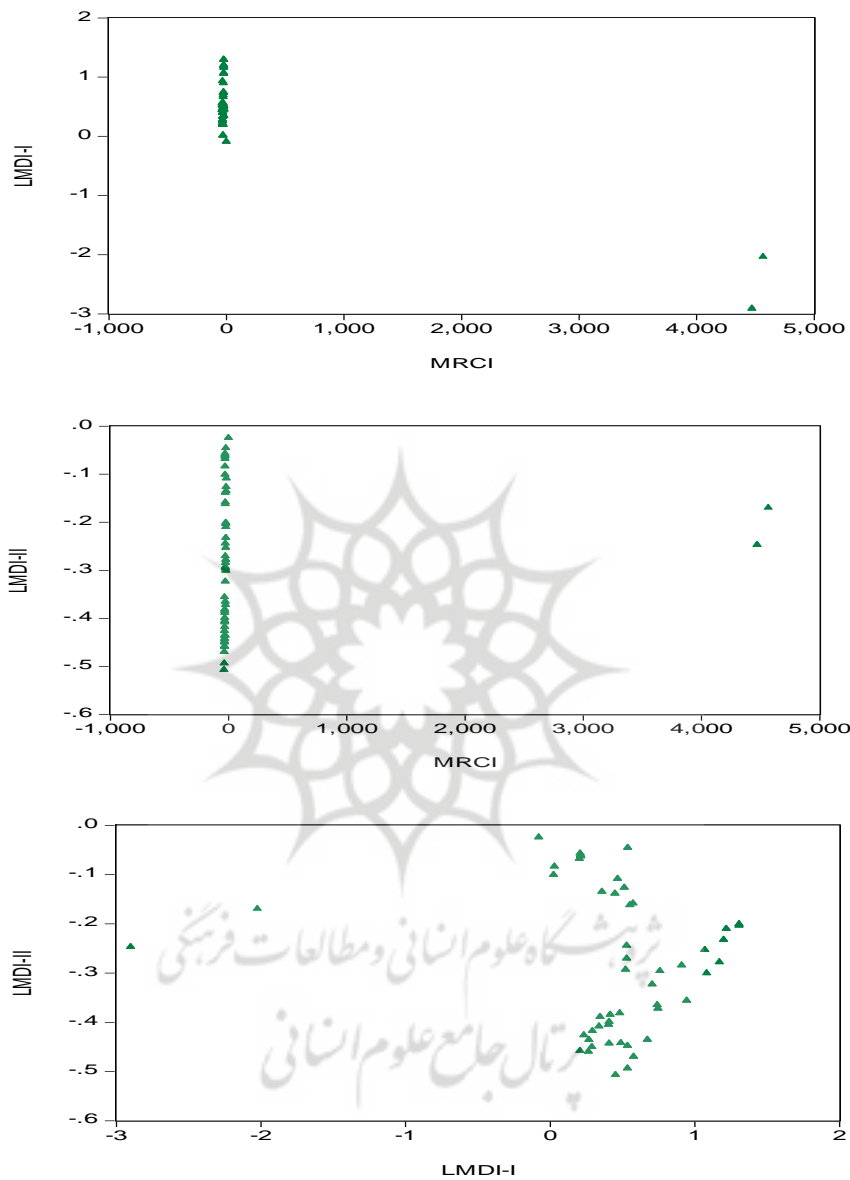 2
1
0
-1
-2
-3
LMDI-I
-1,000 0 1,000 2,000 3,000 4,000 5,000
MRCI
.0
-.1
-.2
-.3
-.4
-.5
-.6
LMDI-II
-1,000 0 1,000 2,000 3,000 4,000 5,000
MRCI
.0
-.1
-.2
-.3
-.4
-.5
-.6
LMDI-II
پژوهشگاه علوم انسانی و مطالعات فرهنگی
پرتال جامع علوم انسانی
-3 -2 -1 0 1 2
LMDI-I